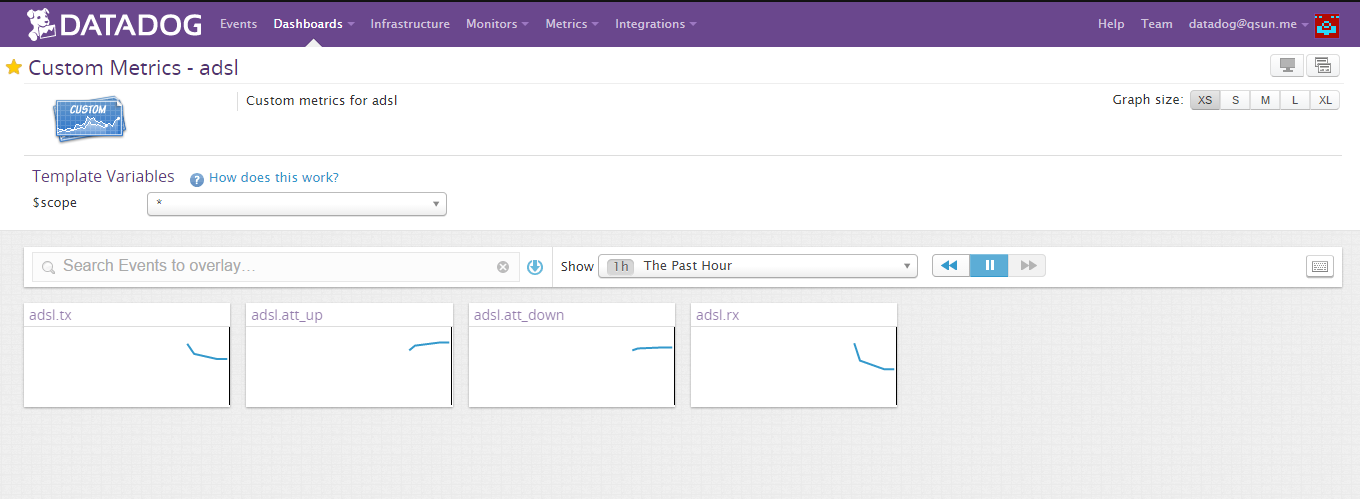 DATADOG Events Dashboards Infrastructure Monitors Metrics Integrations Help Team datadog@qsun.me
Custom Metrics - adsl
CUSTOM
Custom metrics for adsl
Graph size: XS S M L XL
Template Variables ? How does this work?
$scope *
Search Events to overlay... Show 1h The Past Hour
adsl.tx adsl.att_up adsl.att_down adsl.rx